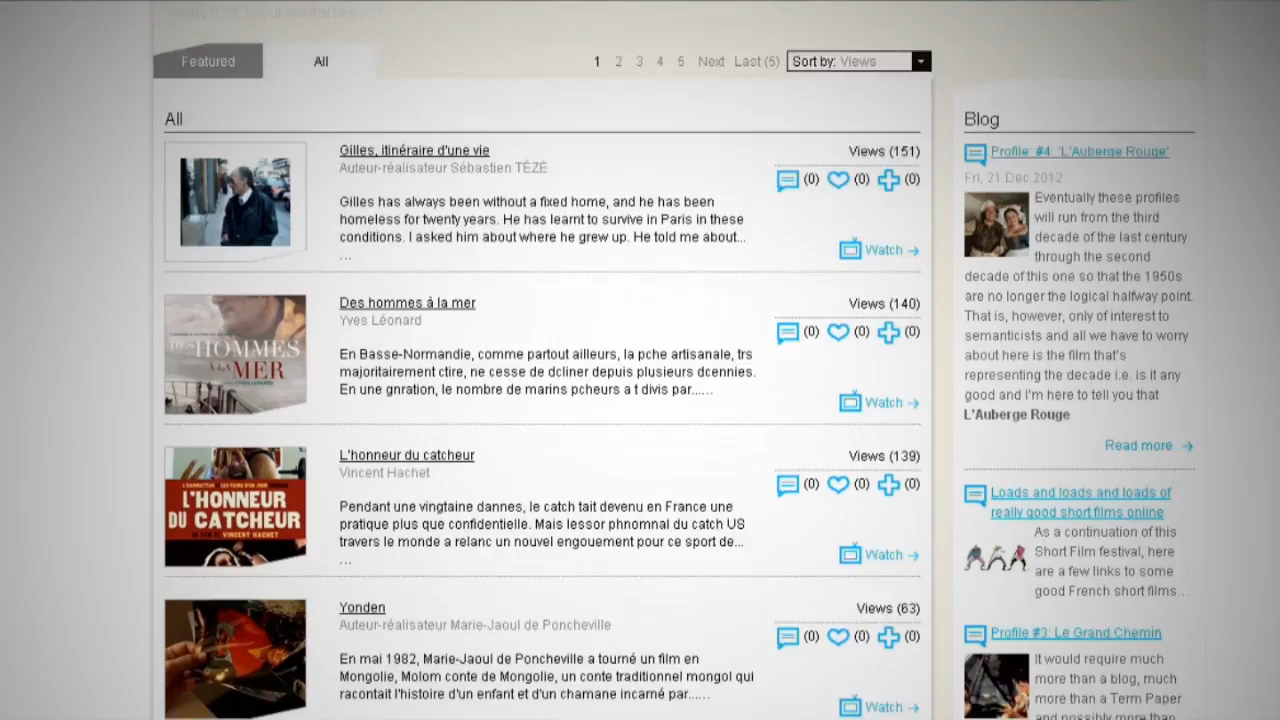 Featured
All
1 2 3 4 5 Next Last (5)
Sort by: Views
All
Gilles, itinéraire d'une vie
Auteur-réalisateur Sébastien TÉZÉ
Gilles has always been without a fixed home, and he has been
homeless for twenty years. He has learnt to survive in Paris in these
conditions. I asked him about where he grew up. He told me about...
...
Views (151)
(0) (0) (0)
Watch →
DES HOMMES
À LA MER
Des hommes à la mer
Yves Léonard
En Basse-Normandie, comme partout ailleurs, la pche artisanale, trs
majoritairement ctire, ne cesse de dcliner depuis plusieurs dcennies.
En une gnration, le nombre de marins pcheurs a t divis par......
Views (140)
(0) (0) (0)
Watch →
L'HONNEUR
DU CATCHEUR
VINCENT HACHET
L'honneur du catcheur
Vincent Hachet
Pendant une vingtaine dannes, le catch tait devenu en France une
pratique plus que confidentielle. Mais lessor phnomnal du catch US
travers le monde a relanc un nouvel engouement pour ce sport de...
...
Views (139)
(0) (0) (0)
Watch →
Yonden
Auteur-réalisateur Marie-Jaoul de Poncheville
En mai 1982, Marie-Jaoul de Poncheville a tourné un film en
Mongolie, Molom conte de Mongolie, un conte traditionnel mongol qui
racontait l'histoire d'un enfant et d'un chamane incarné par......
Views (63)
(0) (0) (0)
Watch →
Blog
Profile #4: 'L'Auberge Rouge'
Fri, 21 Dec 2012
Eventually these profiles
will run from the third
decade of the last century
through the second
decade of this one so that the 1950s
are no longer the logical halfway point.
That is, however, only of interest to
semanticists and all we have to worry
about here is the film that's
representing the decade i.e. is it any
good and I'm here to tell you that
L'Auberge Rouge
Read more →
Loads and loads and loads of
really good short films online
As a continuation of this
Short Film festival, here
are a few links to some
good French short films...
Profile #3: Le Grand Chemin
It would require much
more than a blog, much
more than a Term Paper
and possibly more than